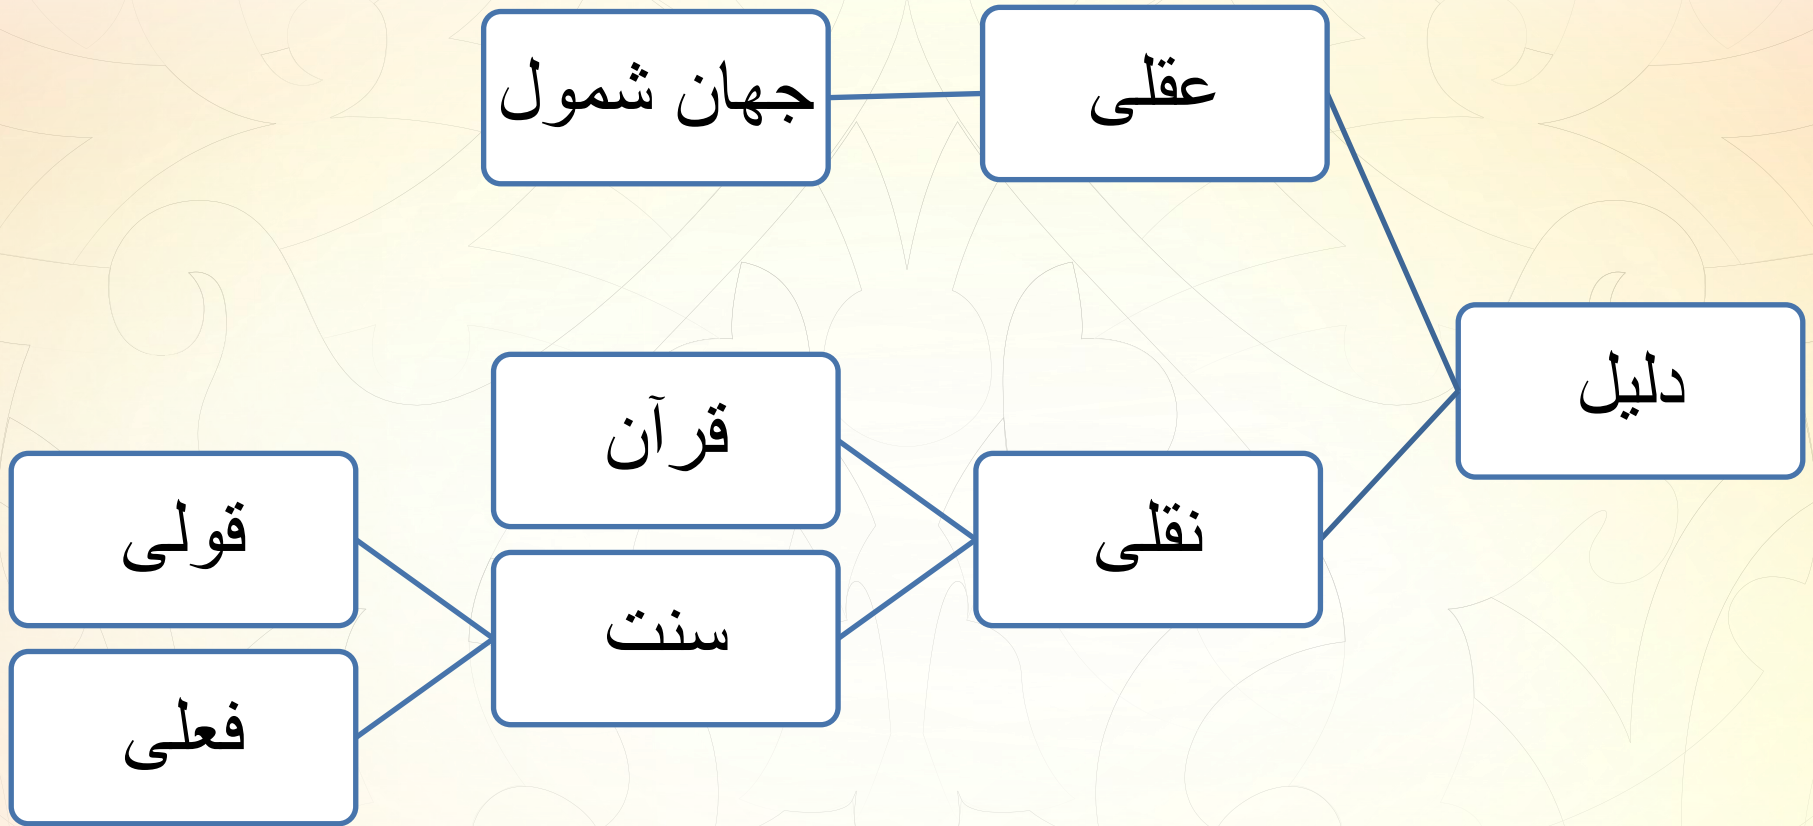 دلیل
عقلی
جهان شمول
نقلی
قرآن
سنت
قولی
فعلی